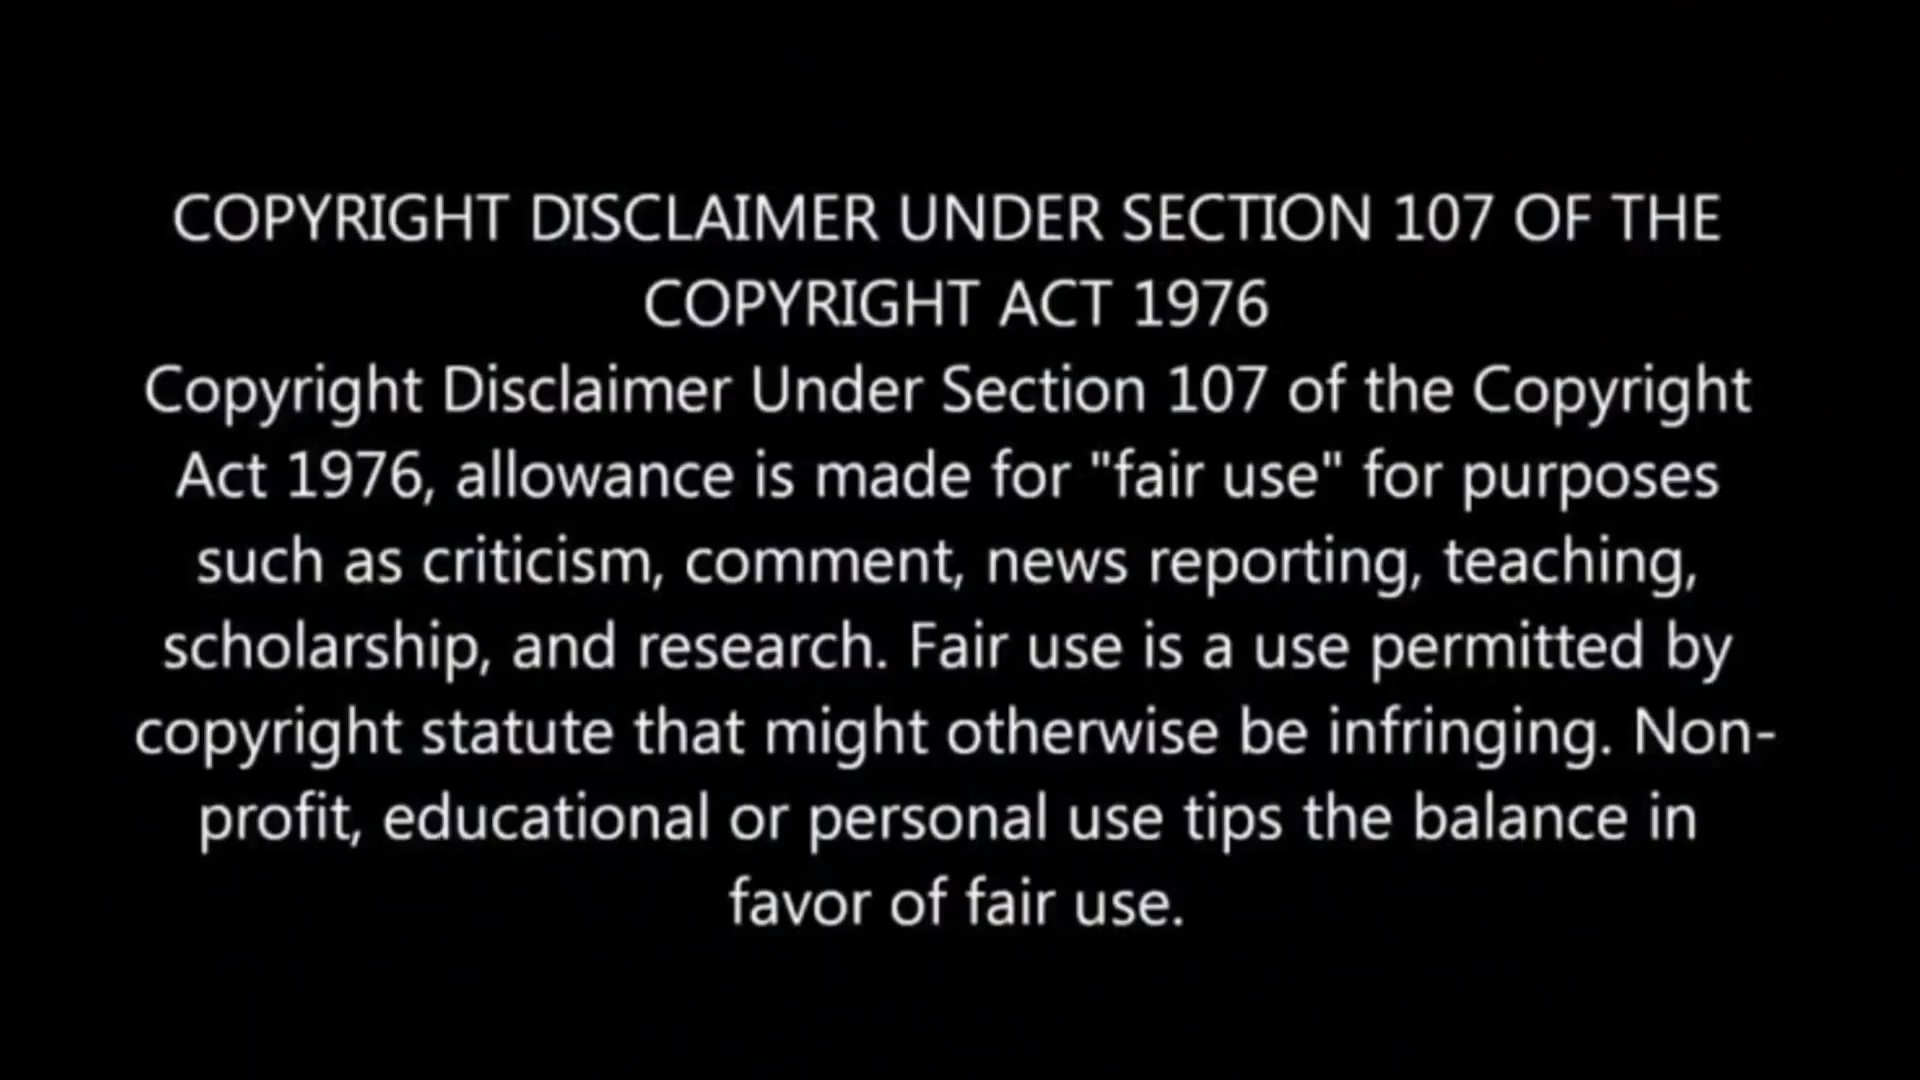 COPYRIGHT DISCLAIMER UNDER SECTION 107 OF THE
COPYRIGHT ACT 1976
Copyright Disclaimer Under Section 107 of the Copyright
Act 1976, allowance is made for "fair use" for purposes
such as criticism, comment, news reporting, teaching,
scholarship, and research. Fair use is a use permitted by
copyright statute that might otherwise be infringing. Non-
profit, educational or personal use tips the balance in
favor of fair use.